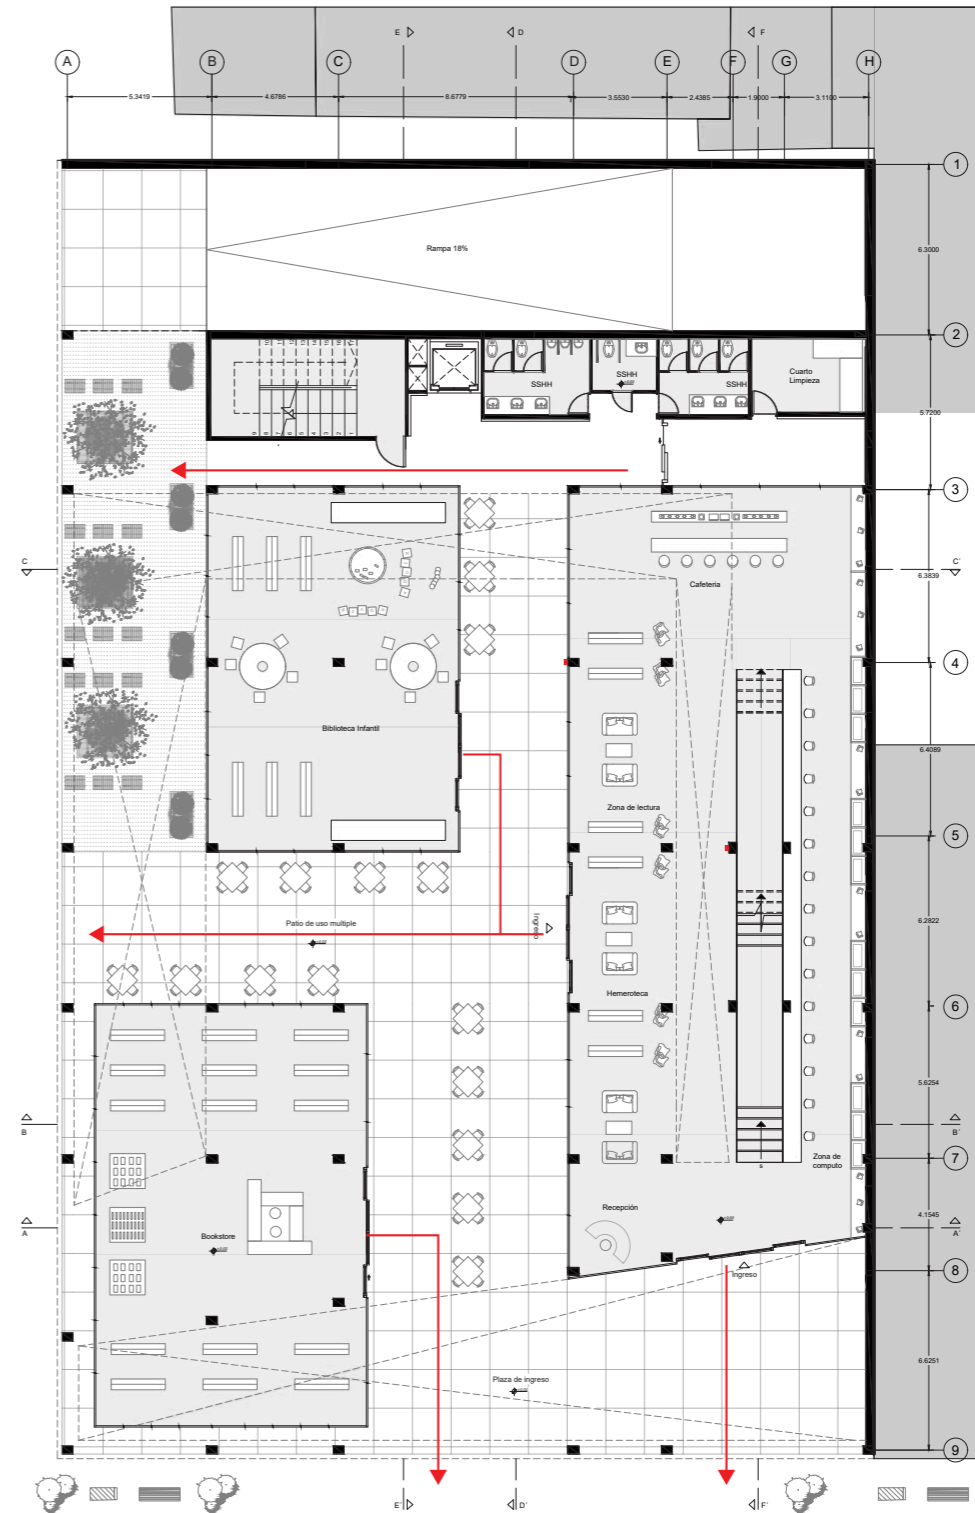 E D F
A B C D E F G H
5.3419 4.6786 8.6779 3.5530 2.4385 1.9000 3.1100
1
6.3000
Rampa 18%
2
5.7200
SSHH SSHH SSHH
Cuarto
Limpieza
3
C C'
6.3839
Cafeteria
4
Biblioteca Infantil
6.4089
Zona de lectura
5
6.2822
Patio de uso multiple
Ingreso
Hemeroteca
6
5.6254
B B'
7
Zona de
computo
4.1545
Recepción
A A'
Bookstore
8
Ingreso
6.6251
Plaza de ingreso
9
E' D' F'